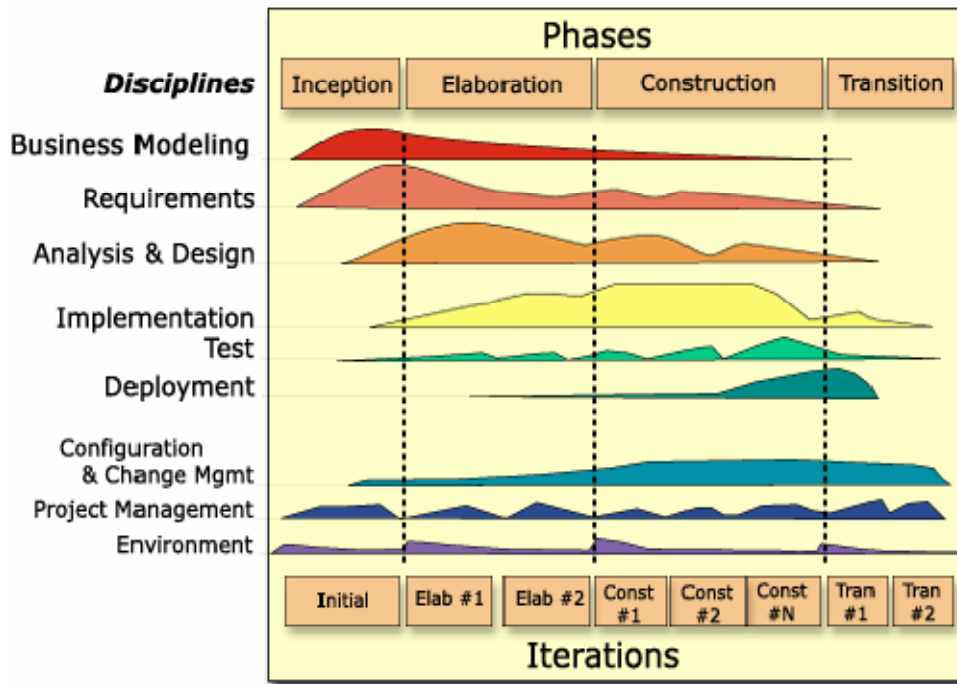 Phases
Disciplines
Inception
Elaboration
Construction
Transition
Business Modeling
Requirements
Analysis & Design
Implementation
Test
Deployment
Configuration
& Change Mgmt
Project Management
Environment
Initial
Elab #1
Elab #2
Const
#1
Const
#2
Const
#N
Tran
#1
Tran
#2
Iterations